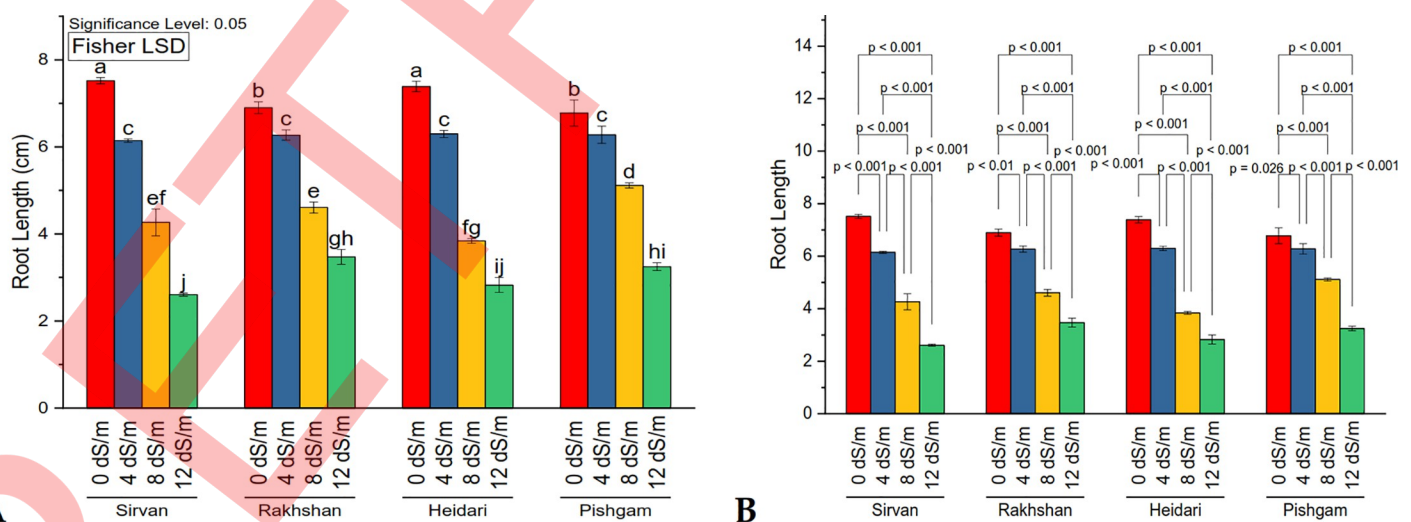 Significance Level: 0.05
Fisher LSD
Root Length (cm)
8
6
4
2
0
a
c
ef
j
b
c
e
gh
a
c
fg
ij
b
c
d
hi
0 dS/m
4 dS/m
8 dS/m
12 dS/m
0 dS/m
4 dS/m
8 dS/m
12 dS/m
0 dS/m
4 dS/m
8 dS/m
12 dS/m
0 dS/m
4 dS/m
8 dS/m
12 dS/m
Sirvan Rakhshan Heidari Pishgam
B
Root Length
14
12
10
8
6
4
2
0
p < 0.001 p < 0.001 p < 0.001 p < 0.001
p < 0.001 p < 0.001 p < 0.001 p < 0.001
p < 0.001 p < 0.001 p < 0.001 p < 0.001
p < 0.001 p < 0.001 p < 0.001
p < 0.001 p < 0.001 p < 0.01 p < 0.001 p < 0.001 p < 0.001 p = 0.026 p < 0.001 p < 0.001
0 dS/m
4 dS/m
8 dS/m
12 dS/m
0 dS/m
4 dS/m
8 dS/m
12 dS/m
0 dS/m
4 dS/m
8 dS/m
12 dS/m
0 dS/m
4 dS/m
8 dS/m
12 dS/m
Sirvan Rakhshan Heidari Pishgam